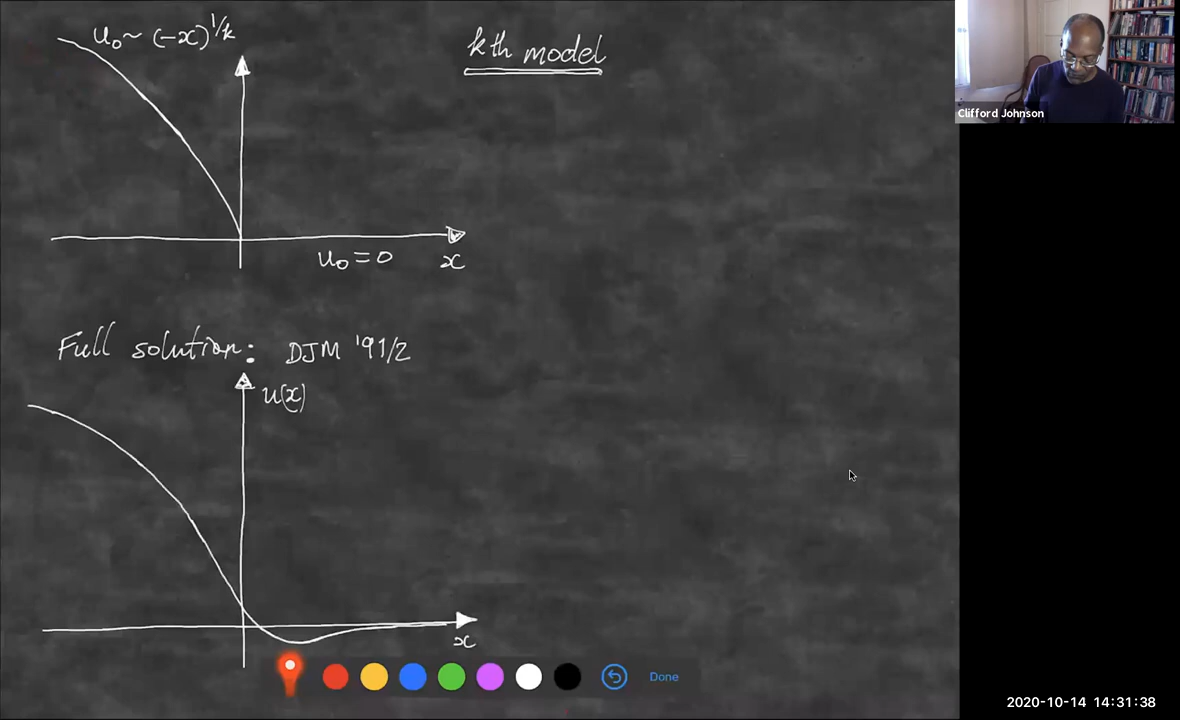 u₀ ~ (-x)^1/k
kth model
u₀ = 0
x
Full solution: DJM '91/2
u(x)
x
Done
Clifford Johnson
2020-10-14 14:31:38